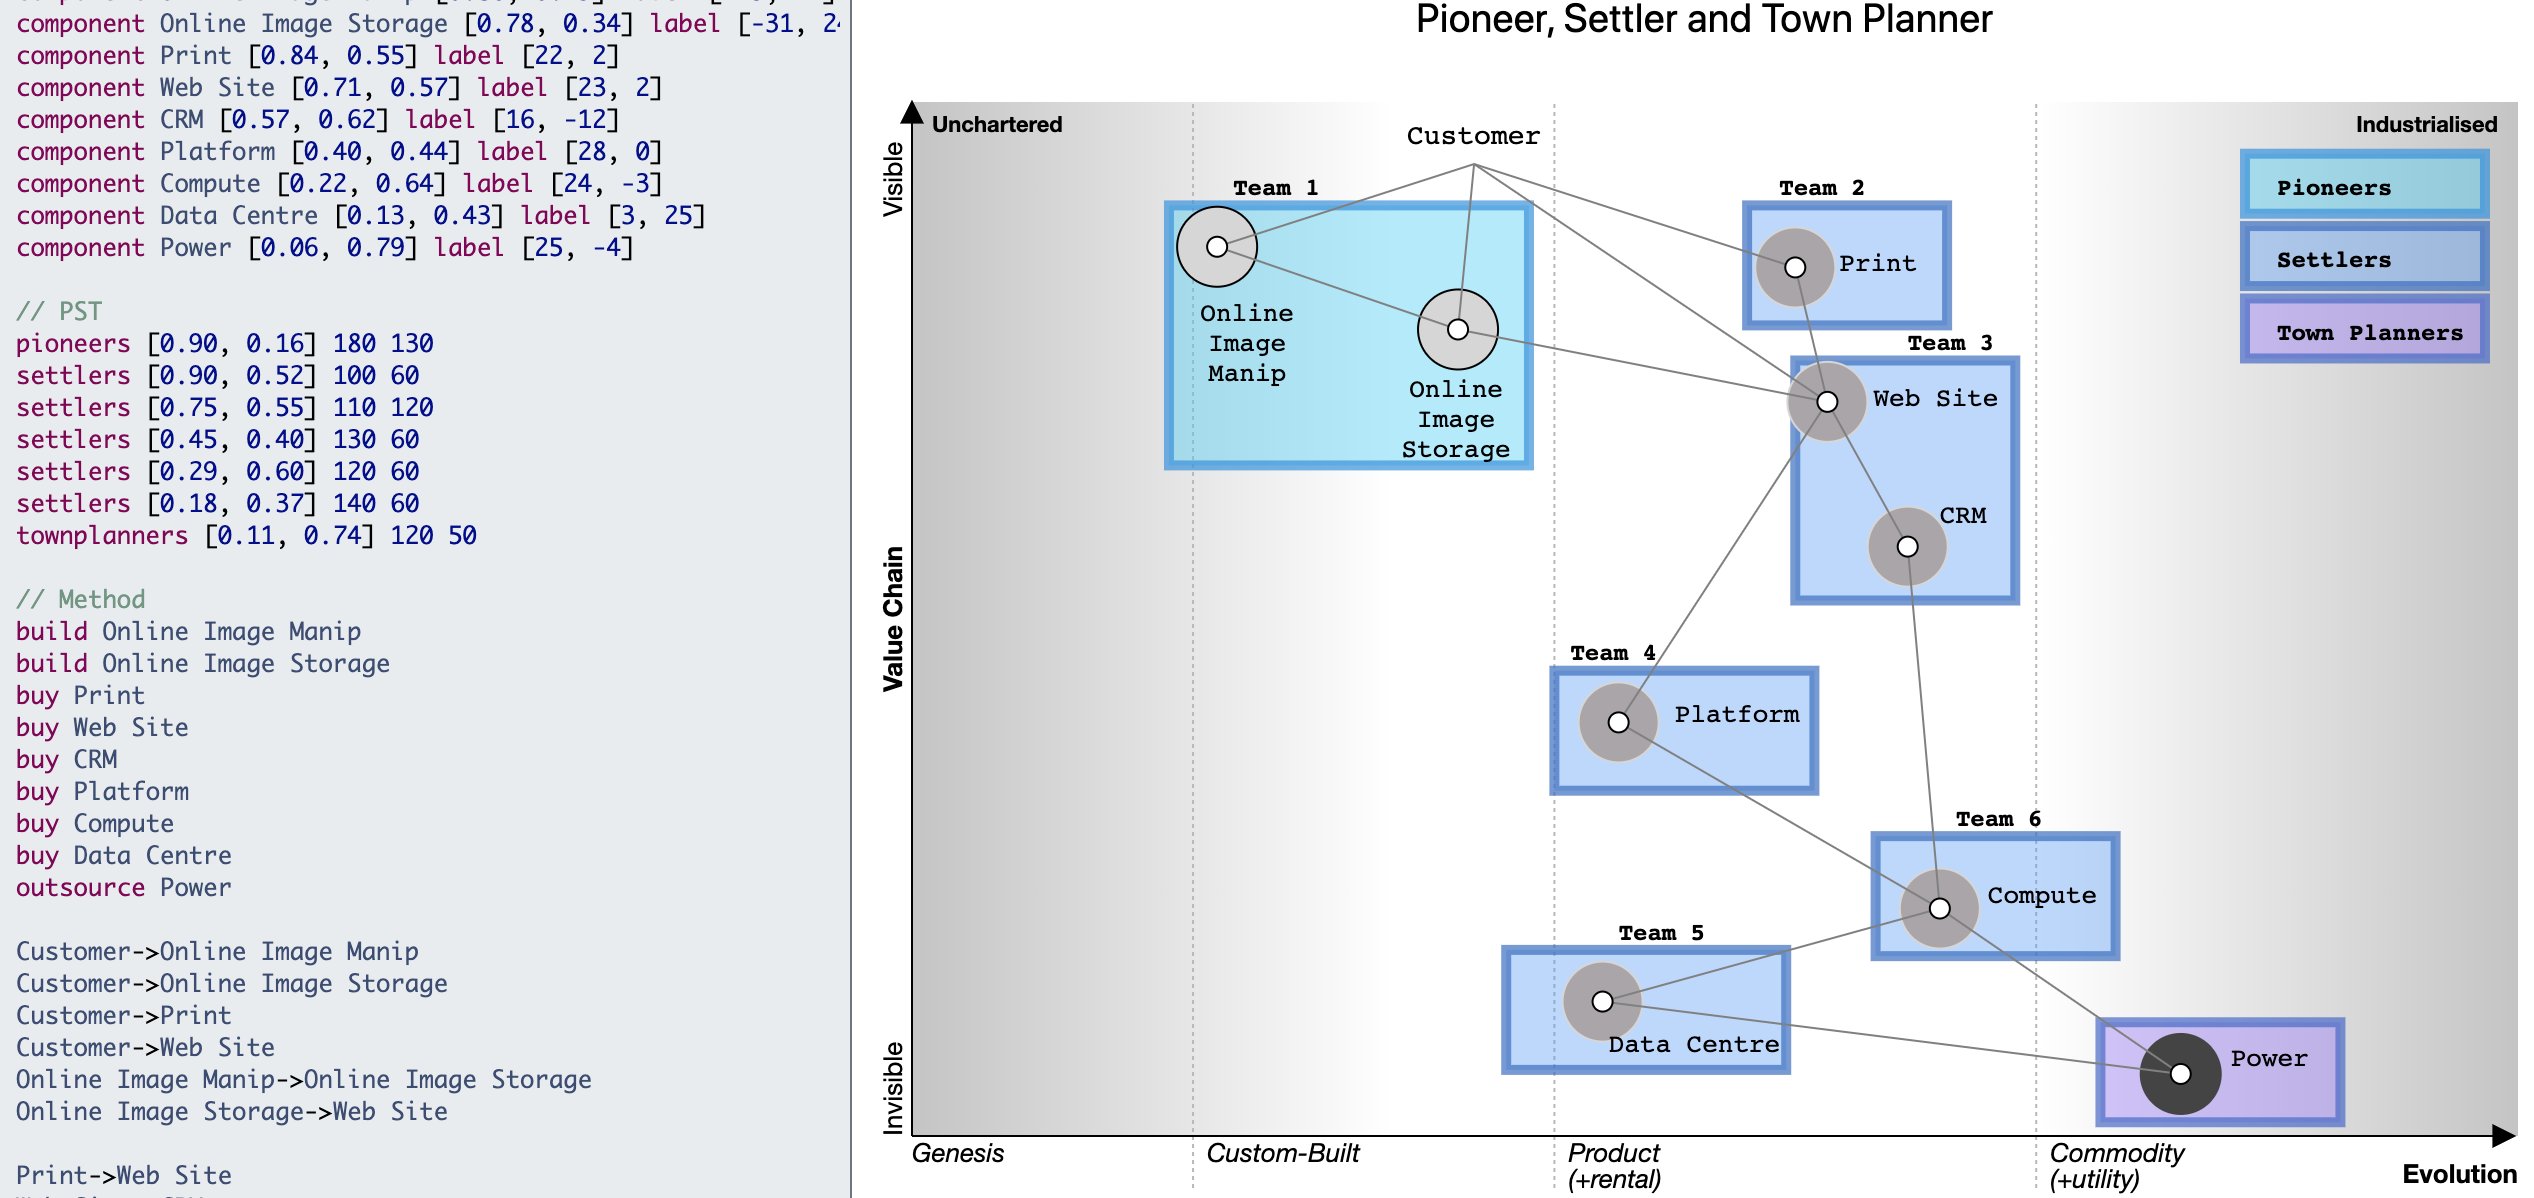 component Online Image Storage [0.78, 0.34] label [-31, 24
component Print [0.84, 0.55] label [22, 2]
component Web Site [0.71, 0.57] label [23, 2]
component CRM [0.57, 0.62] label [16, -12]
component Platform [0.40, 0.44] label [28, 0]
component Compute [0.22, 0.64] label [24, -3]
component Data Centre [0.13, 0.43] label [3, 25]
component Power [0.06, 0.79] label [25, -4]
// PST
pioneers [0.90, 0.16] 180 130
settlers [0.90, 0.52] 100 60
settlers [0.75, 0.55] 110 120
settlers [0.45, 0.40] 130 60
settlers [0.29, 0.60] 120 60
settlers [0.18, 0.37] 140 60
townplanners [0.11, 0.74] 120 50
// Method
build Online Image Manip
build Online Image Storage
buy Print
buy Web Site
buy CRM
buy Platform
buy Compute
buy Data Centre
outsource Power
Customer->Online Image Manip
Customer->Online Image Storage
Customer->Print
Customer->Web Site
Online Image Manip->Online Image Storage
Online Image Storage->Web Site
Print->Web Site
Pioneer, Settler and Town Planner
Unchartered
Industrialised
Customer
Visible
Value Chain
Invisible
Pioneers
Settlers
Town Planners
Team 1
Online
Image
Manip
Online
Image
Storage
Team 2
Print
Team 3
Web Site
CRM
Team 4
Platform
Team 6
Compute
Team 5
Data Centre
Power
Genesis
Custom-Built
Product
(+rental)
Commodity
(+utility)
Evolution